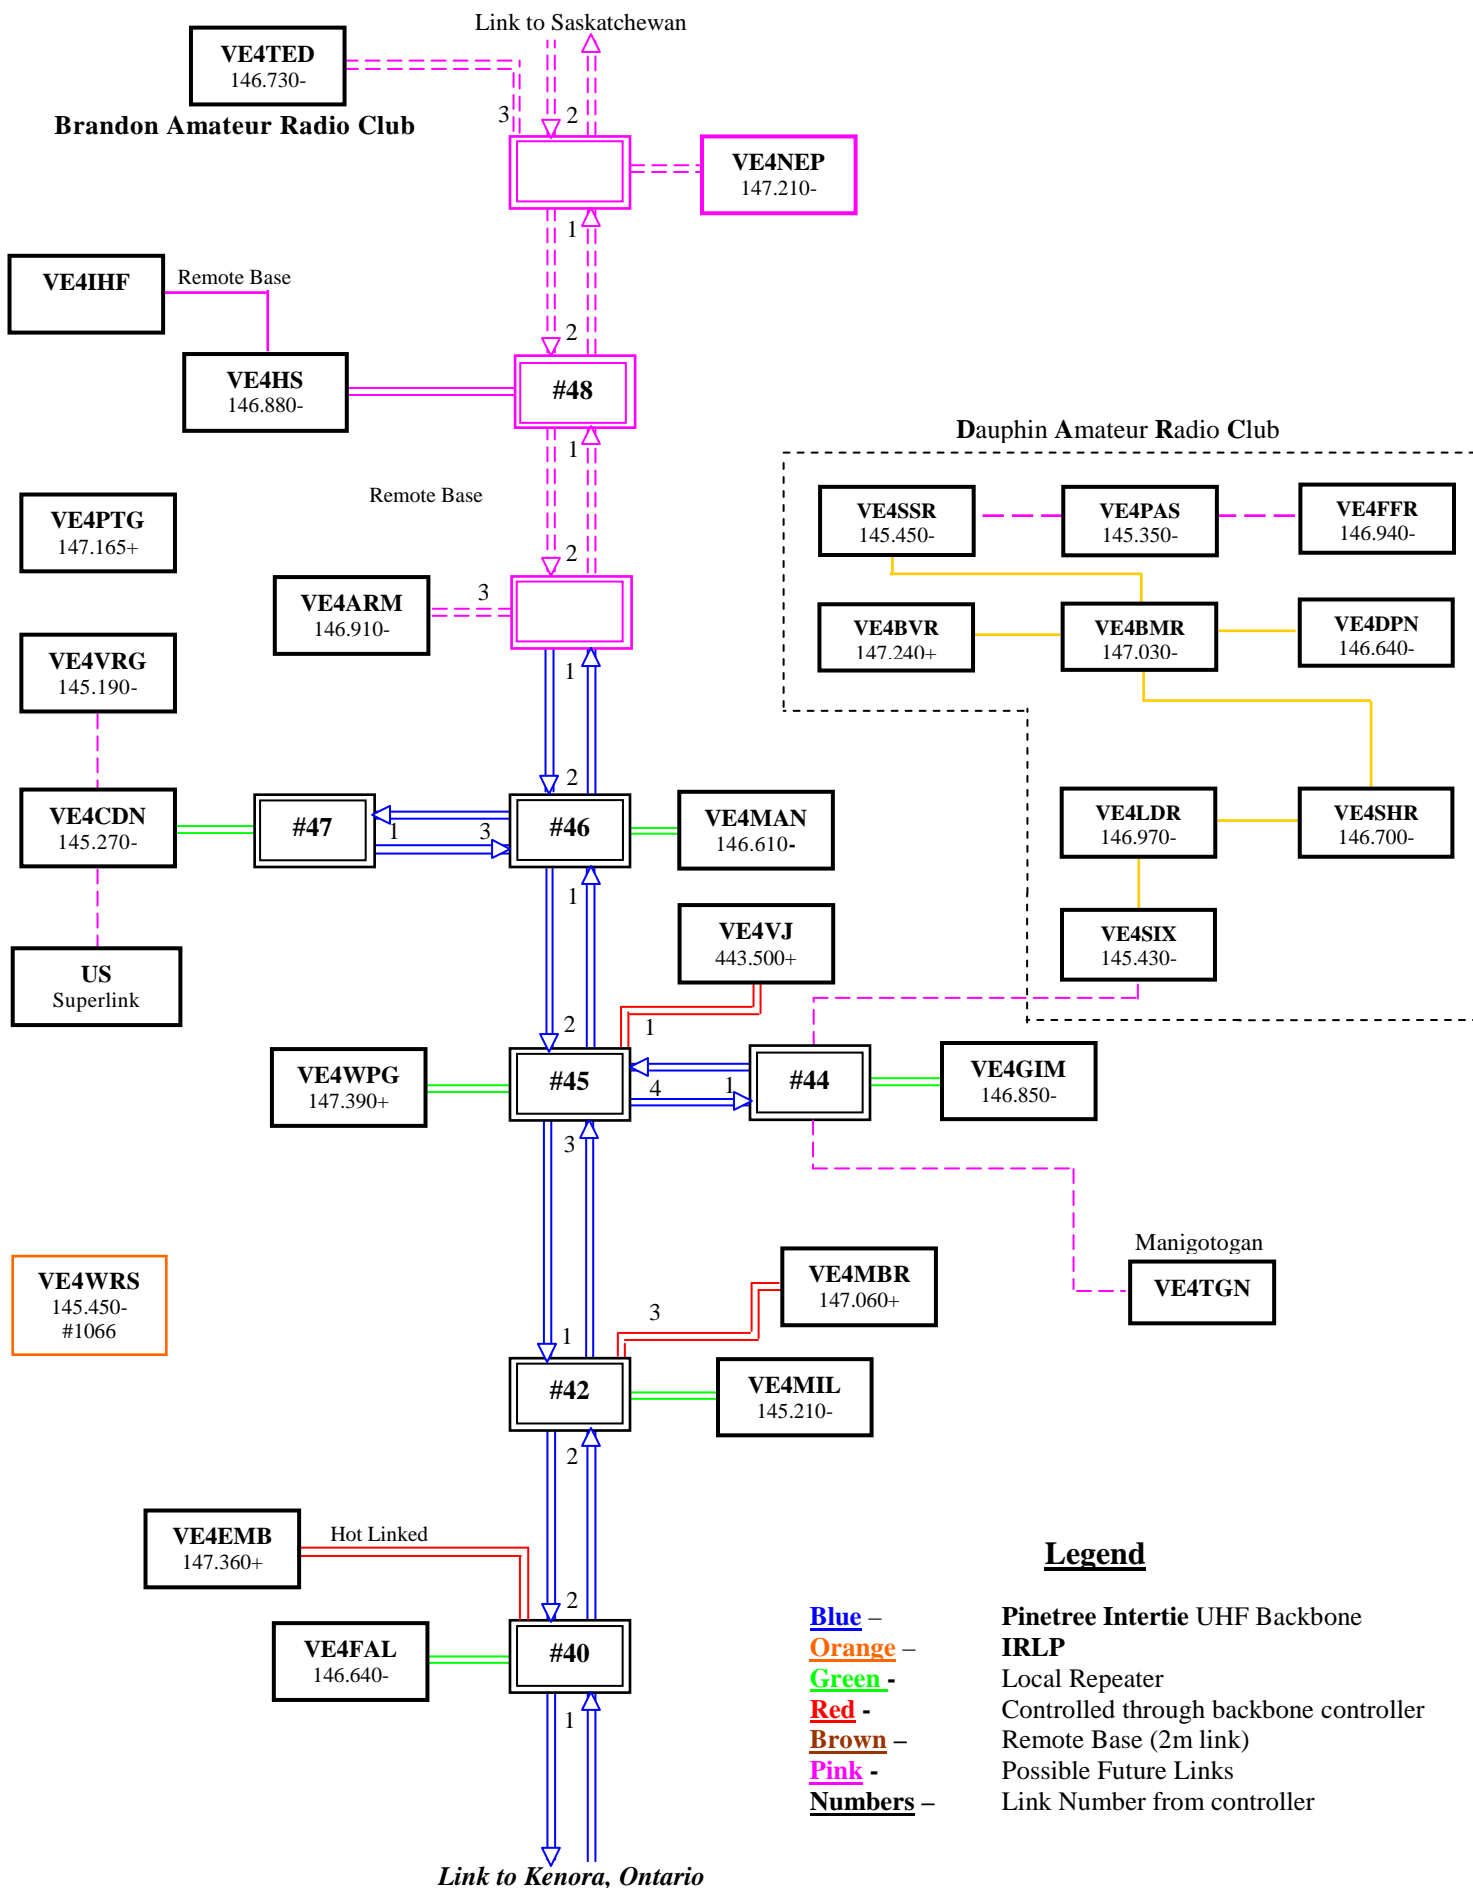 Link to Saskatchewan
VE4TED
146.730-
Brandon Amateur Radio Club
3
2
VE4NEP
147.210-
1
VE4IHF
Remote Base
2
VE4HS
146.880-
#48
1
Dauphin Amateur Radio Club
Remote Base
VE4PTG
147.165+
VE4SSR
145.450-
VE4PAS
145.350-
VE4FFR
146.940-
2
VE4ARM
146.910-
3
VE4BVR
147.240+
VE4BMR
147.030-
VE4DPN
146.640-
VE4VRG
145.190-
1
2
VE4CDN
145.270-
#47
1
3
#46
VE4MAN
146.610-
VE4LDR
146.970-
VE4SHR
146.700-
1
VE4VJ
443.500+
VE4SIX
145.430-
US
Superlink
2
1
VE4WPG
147.390+
#45
4
1
#44
VE4GIM
146.850-
3
Manigotogan
VE4TGN
VE4WRS
145.450-
#1066
VE4MBR
147.060+
3
1
#42
VE4MIL
145.210-
2
VE4EMB
147.360+
Hot Linked
2
VE4FAL
146.640-
#40
1
Legend
Blue – Pinetree Intertie UHF Backbone
Orange – IRLP
Green - Local Repeater
Red - Controlled through backbone controller
Brown – Remote Base (2m link)
Pink - Possible Future Links
Numbers – Link Number from controller
Link to Kenora, Ontario